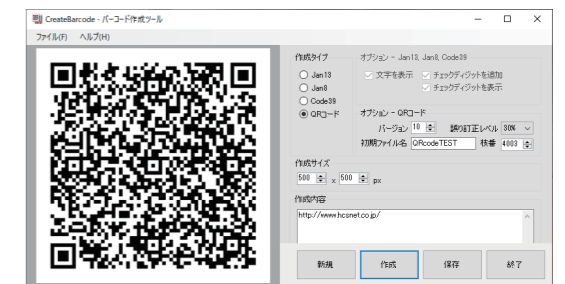 CreateBarcode - バーコード作成ツール
ファイル(F) ヘルプ(H)
作成タイプ
Jan13
Jan8
Code39
QRコード
オプション - Jan13, Jan8, Code39
文字を表示 チェックディジットを追加
チェックディジットを表示
オプション - QRコード
バージョン 10 誤り訂正レベル 30%
初期ファイル名 QRcodeTEST 枝番 4003
作成サイズ
500 x 500 px
作成内容
http://www.hcsnet.co.jp/
新規 作成 保存 終了